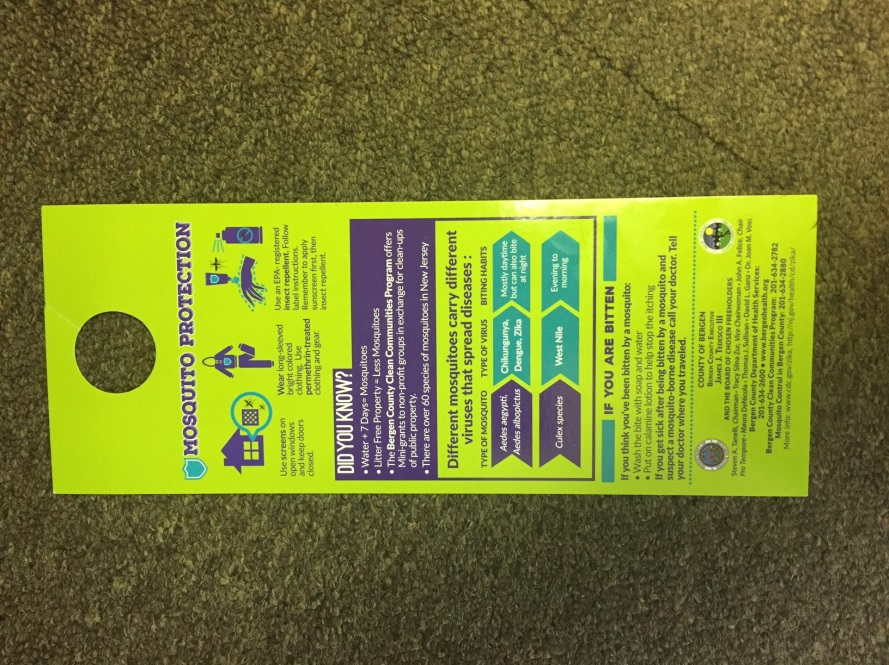 MOSQUITO PROTECTION
Use screens on
open windows
and keep doors
closed.
Wear long-sleeved
bright colored
clothing. Use
permethrin-treated
clothing and gear.
Use an EPA- registered
insect repellent. Follow
label instructions.
Remember to apply
sunscreen first, then
insect repellent.
DID YOU KNOW?
• Water + 7 Days= Mosquitoes
• Litter Free Property = Less Mosquitoes
• The Bergen County Clean Communities Program offers
Mini-grants to non-profit groups in exchange for clean-ups
of public property.
• There are over 60 species of mosquitoes in New Jersey
Different mosquitoes carry different
viruses that spread diseases :
TYPE OF MOSQUITO TYPE OF VIRUS BITING HABITS
Aedes aegypti,
Aedes albopictus
Chikungunya,
Dengue, Zika
Mostly daytime
but can also bite
at night
Culex species
West Nile
Evening to
morning
IF YOU ARE BITTEN
If you think you've been bitten by a mosquito:
• Wash the bite with soap and water
• Put on calamine lotion to help stop the itching
If you get sick after being bitten by a mosquito and
suspect a mosquito-borne disease call your doctor. Tell
your doctor where you traveled.
COUNTY OF BERGEN
BERGEN COUNTY EXECUTIVE
JAMES J. TEDESCO III
AND THE BOARD OF CHOSEN FREEHOLDERS
Steven A. Tanelli, Chairman • Tracy Silna Zur, Vice Chairwoman • John A. Felice, Chair
Pro Tempore • Maura DeNicola • Thomas J. Sullivan • David L. Ganz • Dr. Joan M. Voss
Bergen County Department of Health Services:
201-634-2600 • www.bergenhealth.org
Bergen County Clean Communities Program: 201-634-2782
Mosquito Control in Bergen County: 201-634-2880
More info: www.cdc.gov/zika, http://nj.gov/health/cd/zika/